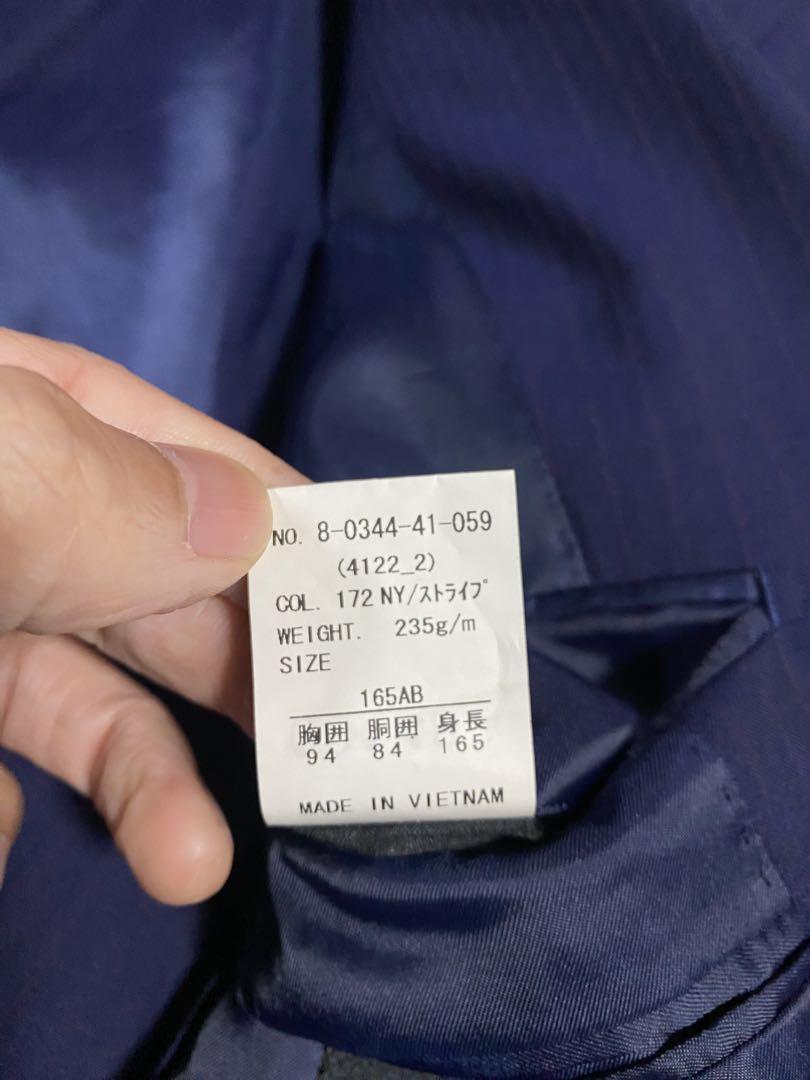 NO. 8-0344-41-059
(4122_2)
COL. 172 NY/ｽﾄﾗｲﾌﾟ
WEIGHT. 235g/m
SIZE
165AB
胸囲 胴囲 身長
94 84 165
MADE IN VIETNAM